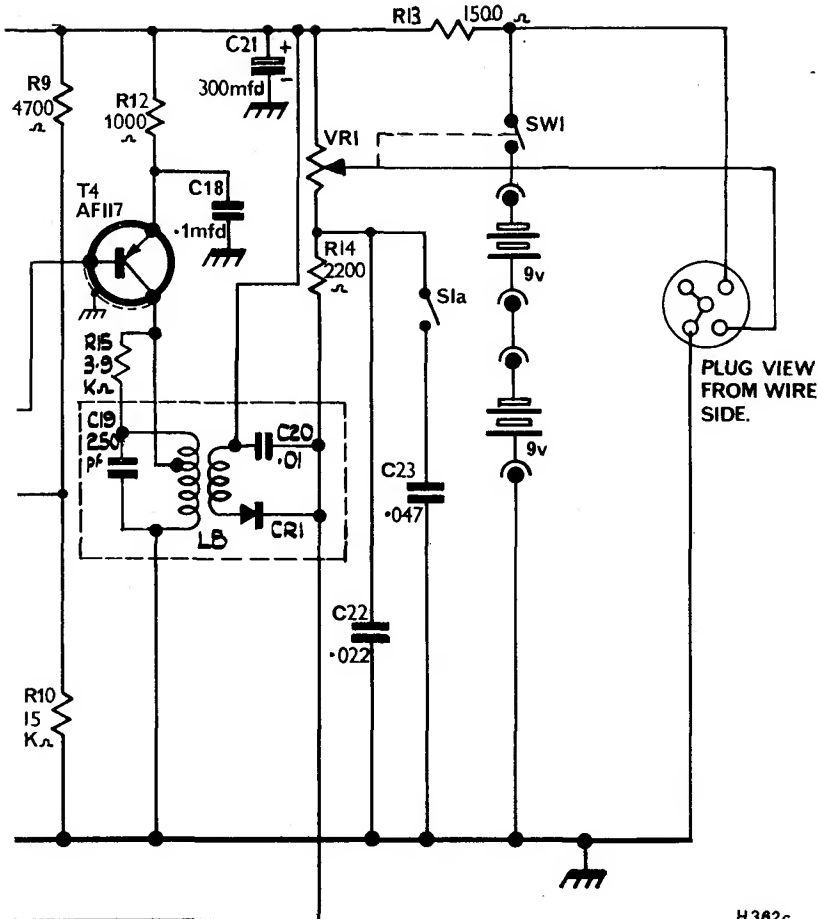 R13
1500 Ω
C21 +
-
300mfd
R9
4700
Ω
R12
1000
Ω
VR1
SW1
T4
AF117
C18
.1mfd
R14
2200
Ω
9v
S1a
R15
3.9
KΩ
PLUG VIEW
FROM WIRE
SIDE.
C19
250
pf
C20
.01
9v
C23
.047
CR1
L8
C22
.022
R10
15
KΩ
H362c